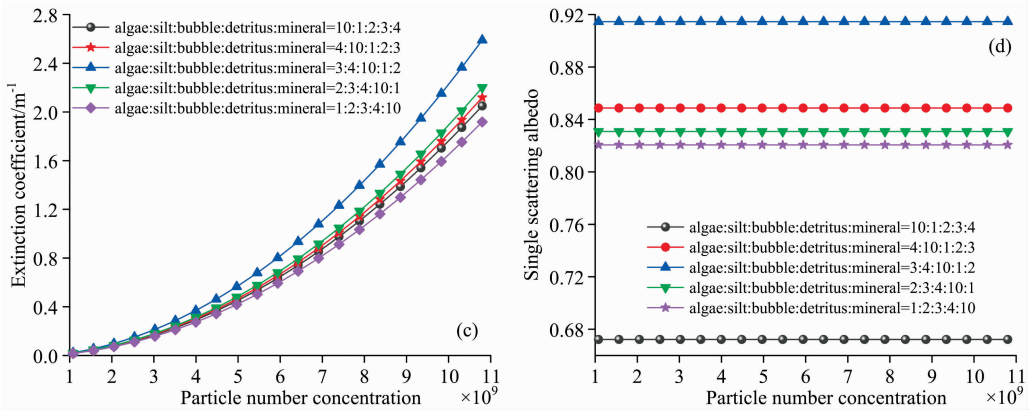 2.8
2.4
2.0
1.6
1.2
0.8
0.4
0.0
Extinction coefficient/m⁻¹
algae:silt:bubble:detritus:mineral=10:1:2:3:4
algae:silt:bubble:detritus:mineral=4:10:1:2:3
algae:silt:bubble:detritus:mineral=3:4:10:1:2
algae:silt:bubble:detritus:mineral=2:3:4:10:1
algae:silt:bubble:detritus:mineral=1:2:3:4:10
(c)
1 2 3 4 5 6 7 8 9 10 11
Particle number concentration ×10⁹
0.92
0.88
0.84
0.80
0.76
0.72
0.68
Single scattering albedo
(d)
algae:silt:bubble:detritus:mineral=10:1:2:3:4
algae:silt:bubble:detritus:mineral=4:10:1:2:3
algae:silt:bubble:detritus:mineral=3:4:10:1:2
algae:silt:bubble:detritus:mineral=2:3:4:10:1
algae:silt:bubble:detritus:mineral=1:2:3:4:10
1 2 3 4 5 6 7 8 9 10 11
Particle number concentration ×10⁹